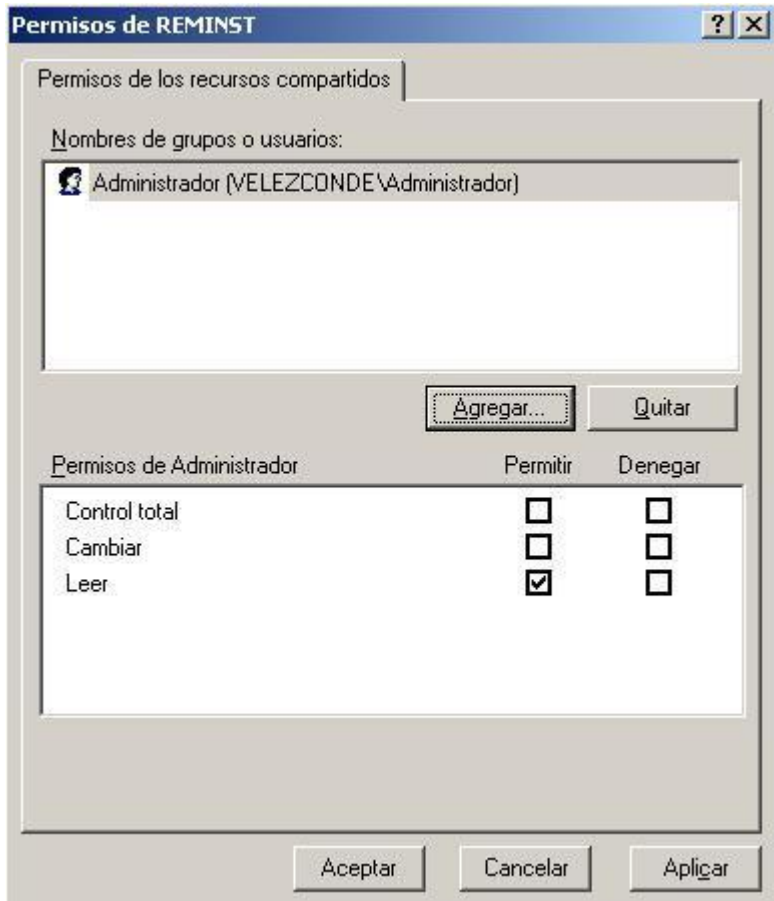 Permisos de REMINST
Permisos de los recursos compartidos
Nombres de grupos o usuarios:
Administrador (VELEZCONDE\Administrador)
Agregar... Quitar
Permisos de Administrador Permitir Denegar
Control total
Cambiar
Leer
Aceptar Cancelar Aplicar